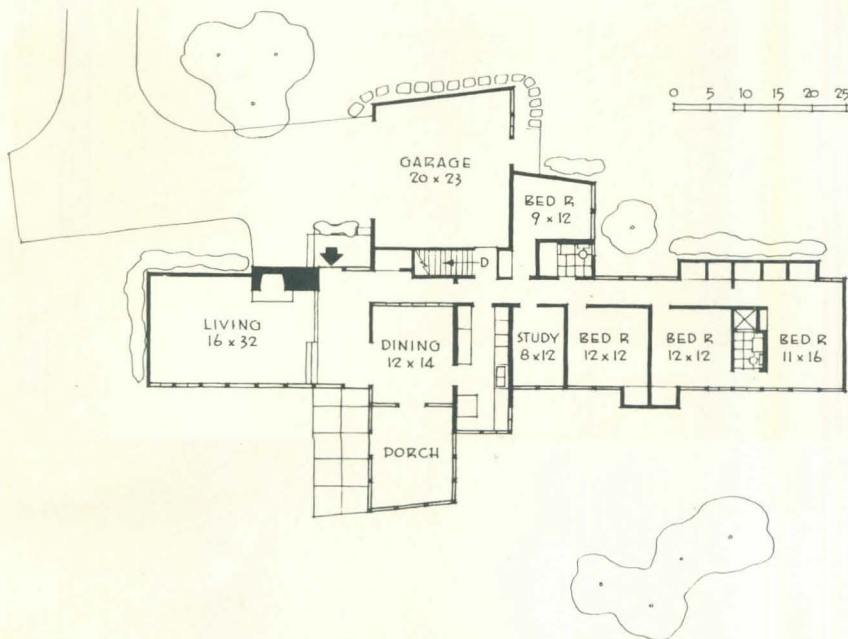 0 5 10 15 20 25
GARAGE
20 x 23
BED R
9 x 12
D
LIVING
16 x 32
DINING
12 x 14
STUDY
8 x 12
BED R
12 x 12
BED R
12 x 12
BED R
11 x 16
PORCH